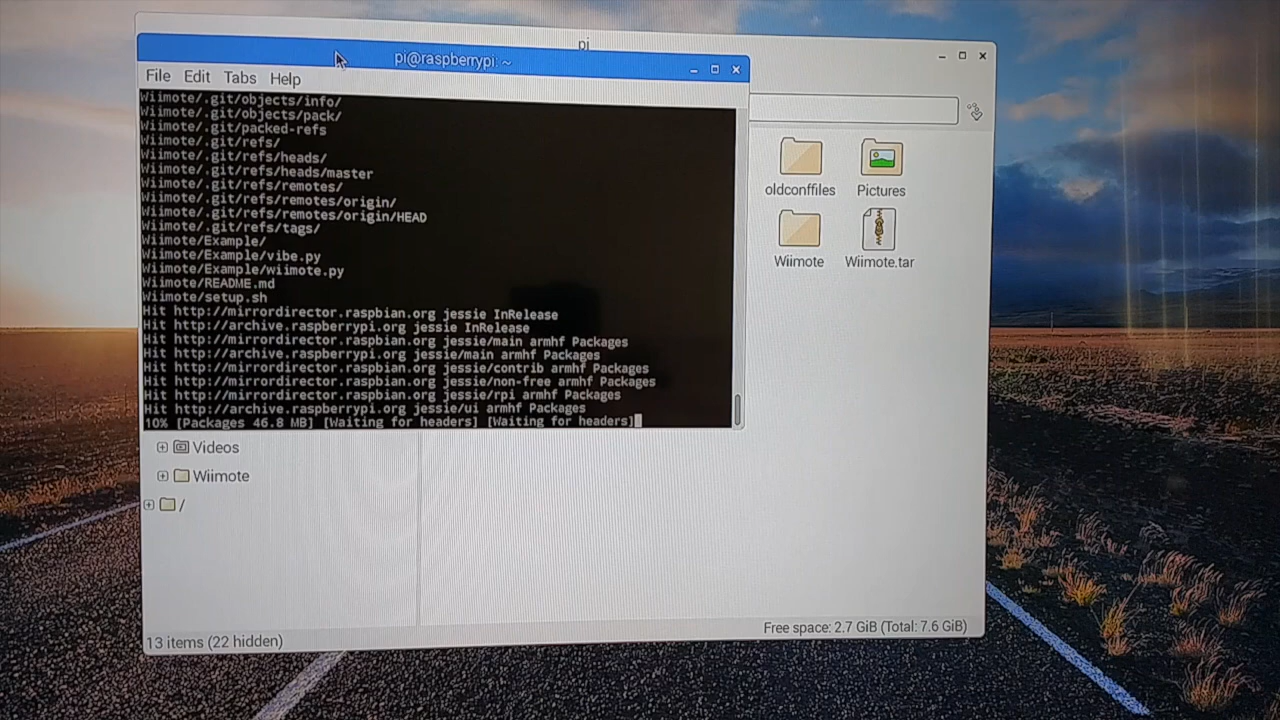 pi
pi@raspberrypi: ~
File Edit Tabs Help
Wiimote/.git/objects/info/
Wiimote/.git/objects/pack/
Wiimote/.git/packed-refs
Wiimote/.git/refs/
Wiimote/.git/refs/heads/
Wiimote/.git/refs/heads/master
Wiimote/.git/refs/remotes/
Wiimote/.git/refs/remotes/origin/
Wiimote/.git/refs/remotes/origin/HEAD
Wiimote/.git/refs/tags/
Wiimote/Example/
Wiimote/Example/vibe.py
Wiimote/Example/wiimote.py
Wiimote/README.md
Wiimote/setup.sh
Hit http://mirrordirector.raspbian.org jessie InRelease
Hit http://archive.raspberrypi.org jessie InRelease
Hit http://mirrordirector.raspbian.org jessie/main armhf Packages
Hit http://archive.raspberrypi.org jessie/main armhf Packages
Hit http://mirrordirector.raspbian.org jessie/contrib armhf Packages
Hit http://mirrordirector.raspbian.org jessie/non-free armhf Packages
Hit http://mirrordirector.raspbian.org jessie/rpi armhf Packages
Hit http://archive.raspberrypi.org jessie/ui armhf Packages
10% [Packages 46.8 MB] [Waiting for headers] [Waiting for headers]
oldconffiles Pictures
Wiimote Wiimote.tar
Videos
Wiimote
/
13 items (22 hidden) Free space: 2.7 GiB (Total: 7.6 GiB)